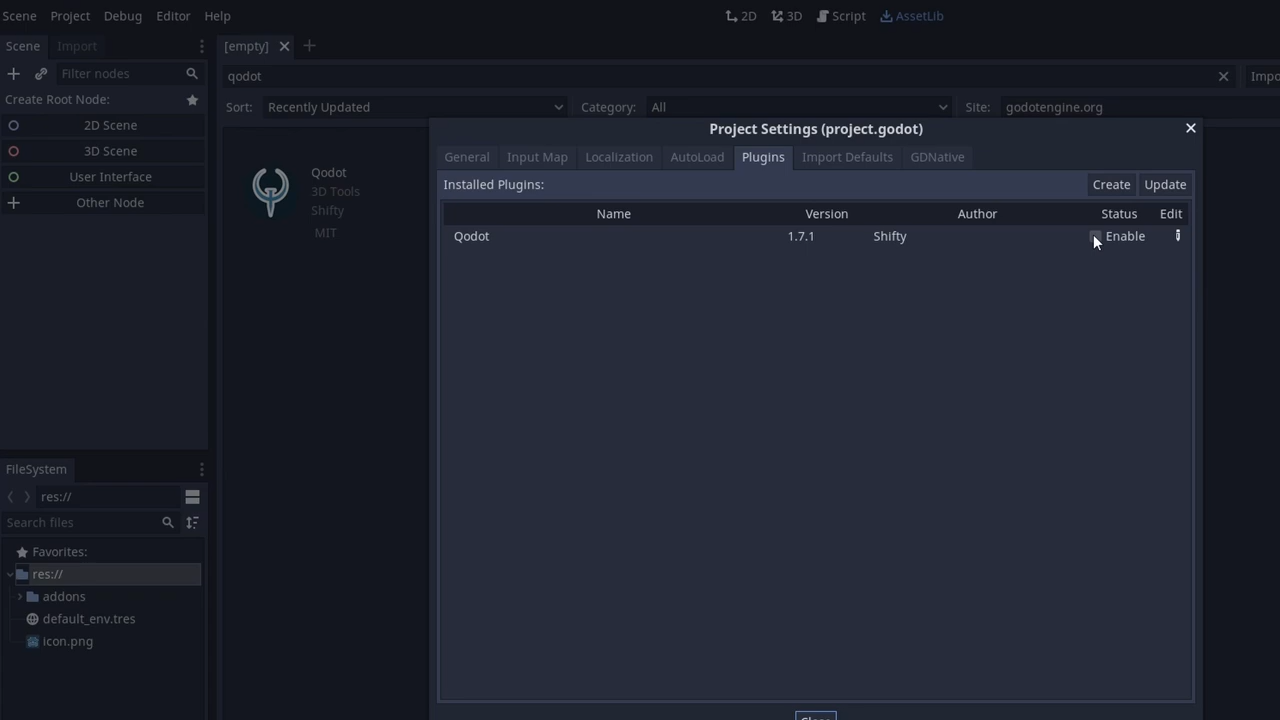 Scene Project Debug Editor Help 2D 3D Script AssetLib
Scene Import [empty]
Filter nodes qodot Impo
Create Root Node: Sort: Recently Updated Category: All Site: godotengine.org
2D Scene
3D Scene
User Interface
Other Node
Qodot
3D Tools
Shifty
MIT
Project Settings (project.godot)
General Input Map Localization AutoLoad Plugins Import Defaults GDNative
Installed Plugins: Create Update
Name Version Author Status Edit
Qodot 1.7.1 Shifty Enable
FileSystem
res://
Search files
Favorites:
res://
addons
default_env.tres
icon.png
Close